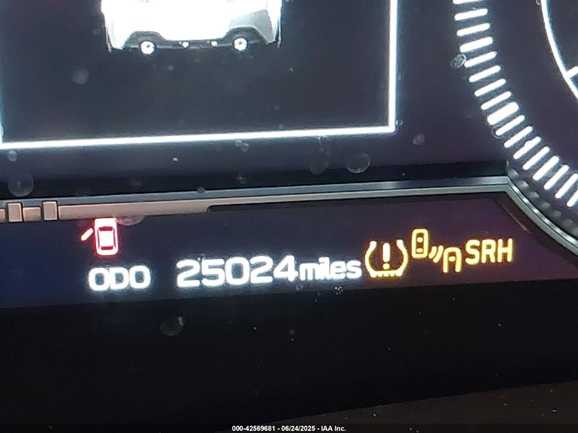 ODO 25024 miles A SRH
000-42569681 - 06/24/2025 - IAA Inc.